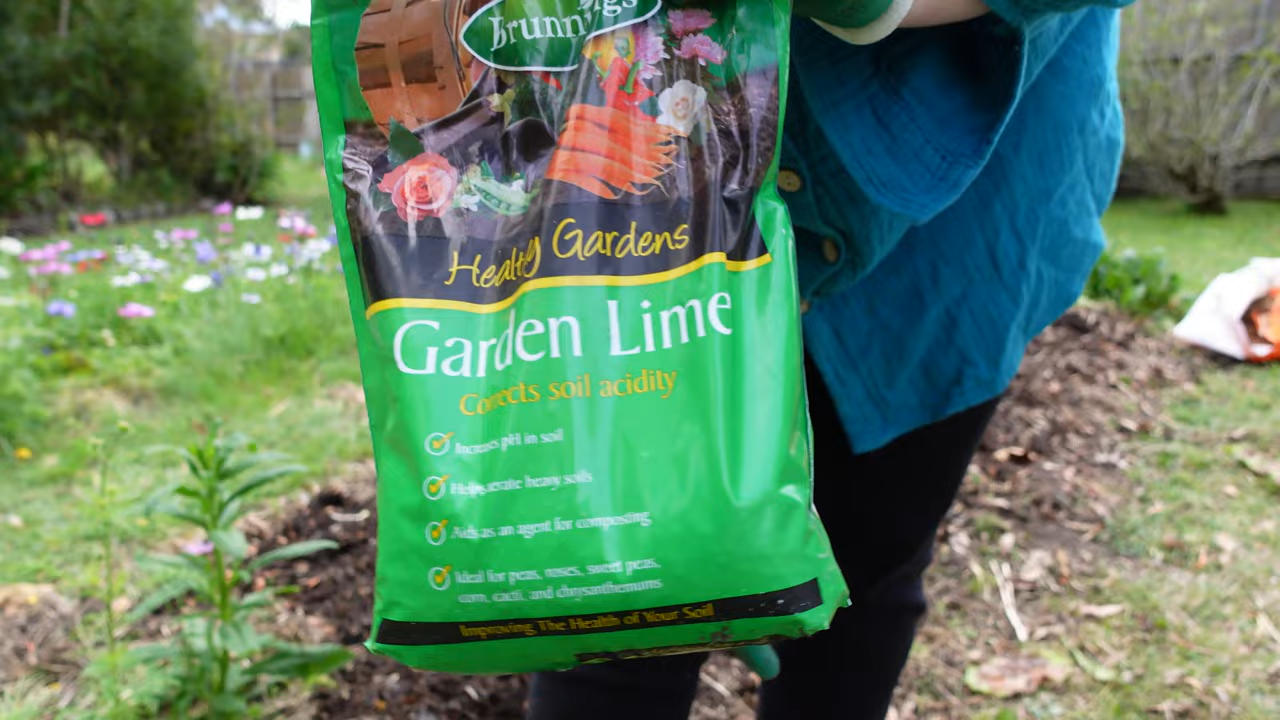 Brunnings
Healthy Gardens
Garden Lime
Corrects soil acidity
Increases pH in soil
Helps aerate heavy soils
Aids as an agent for composting
Ideal for peas, roses, sweet peas,
corn, cacti, and chrysanthemums
Improving The Health of Your Soil